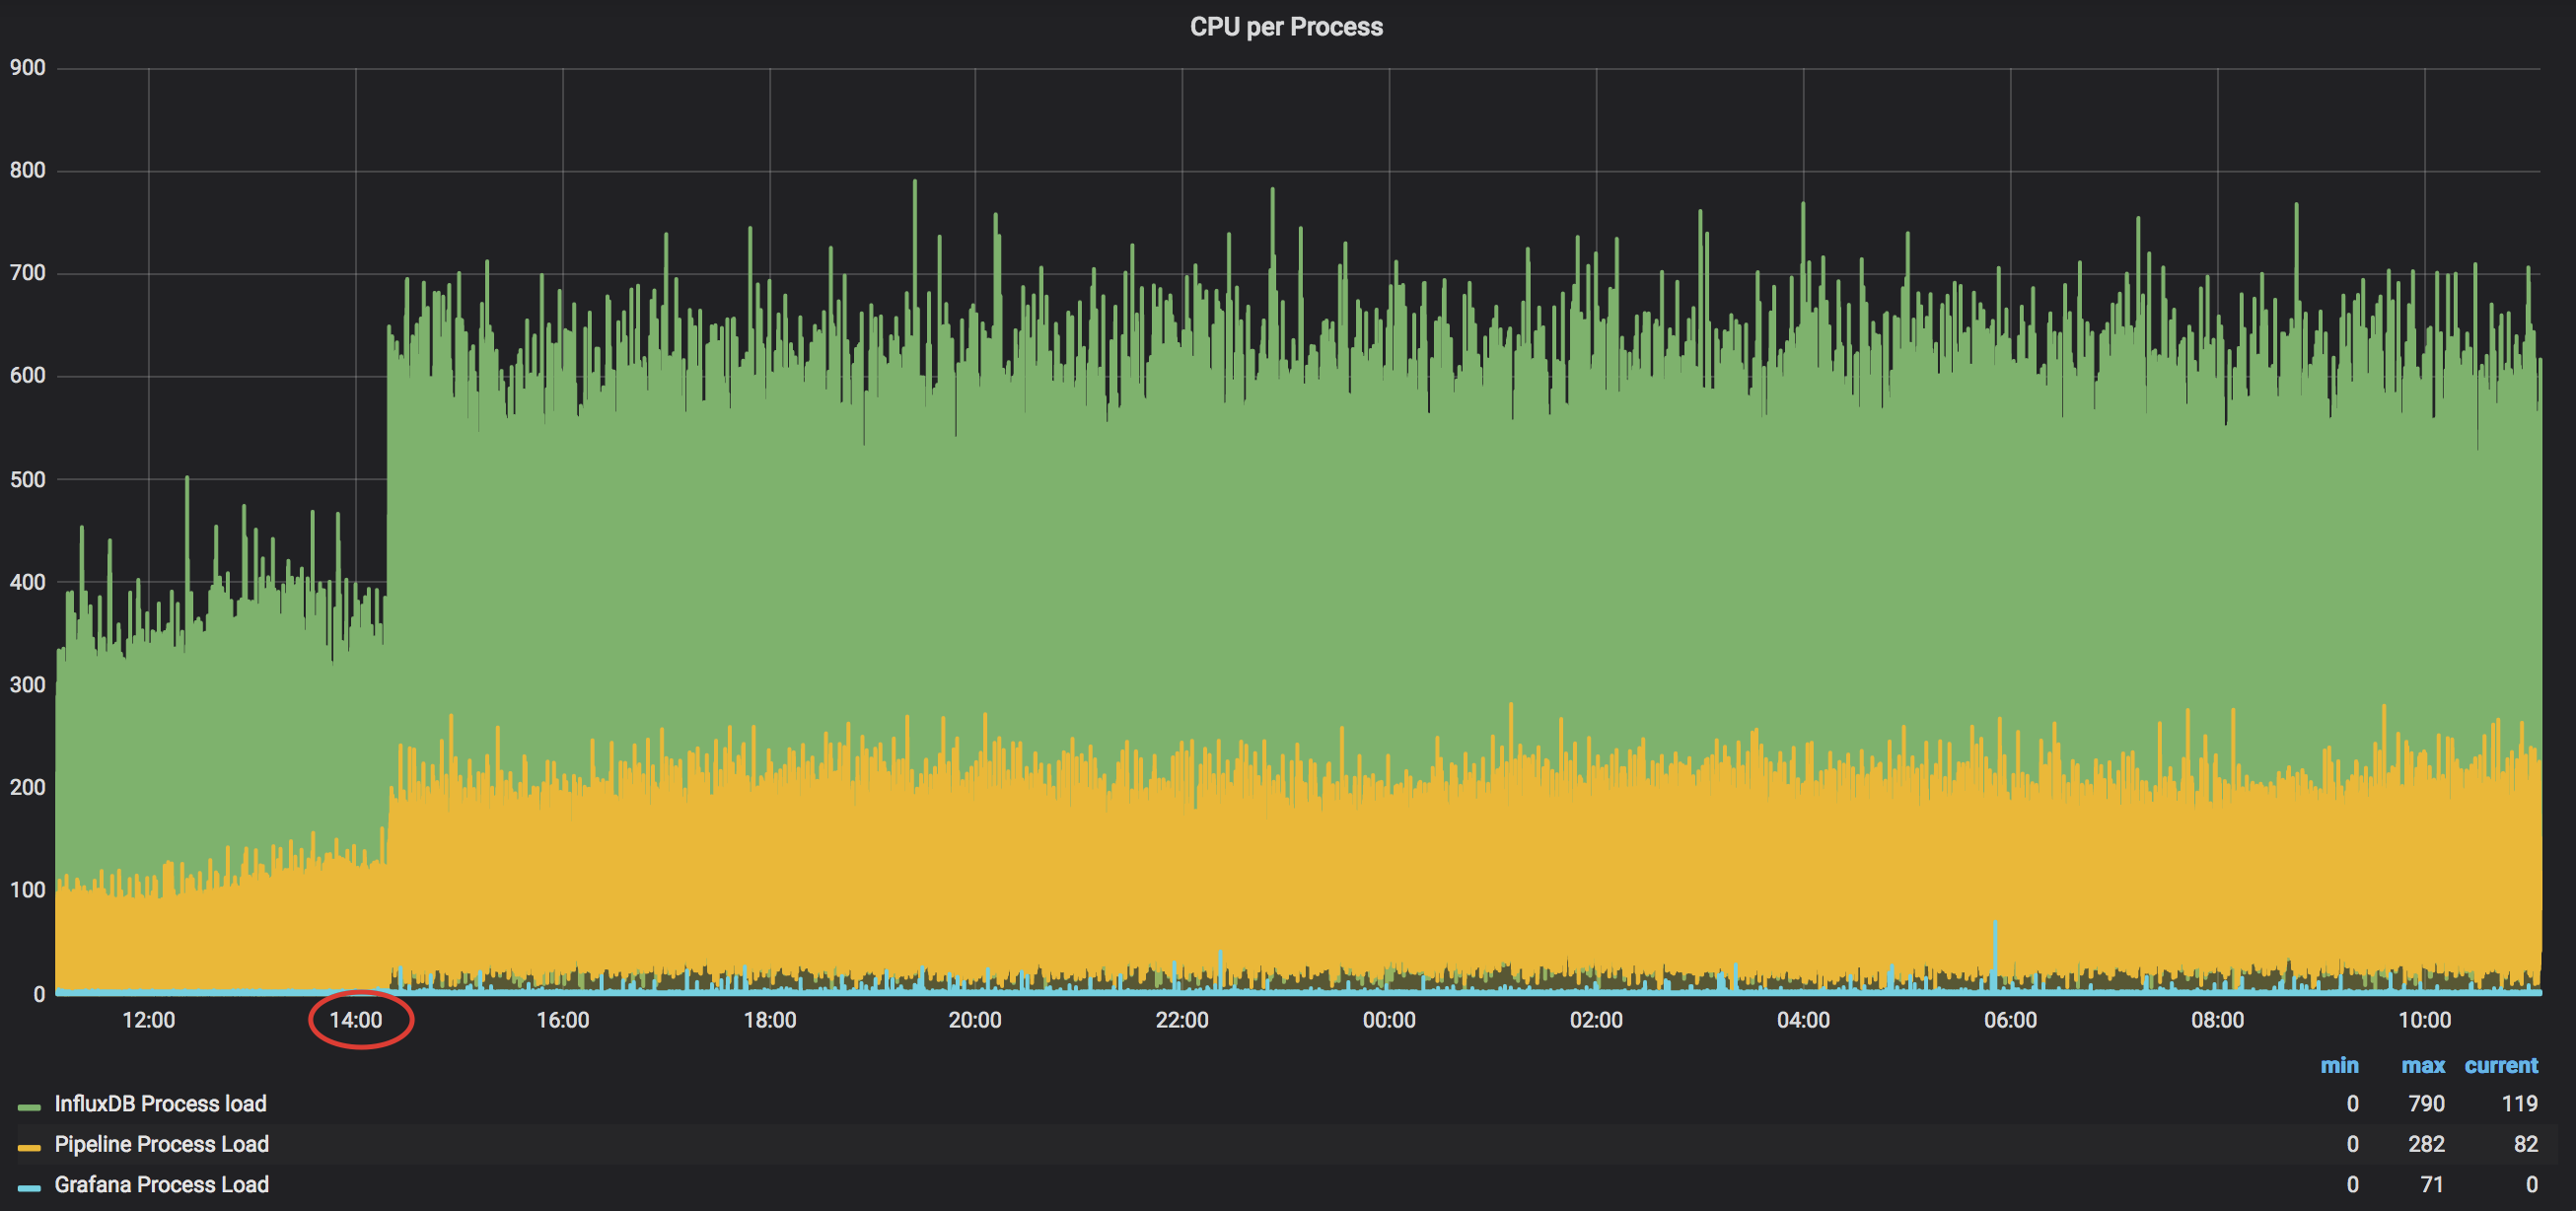 CPU per Process
900
800
700
600
500
400
300
200
100
0
12:00 14:00 16:00 18:00 20:00 22:00 00:00 02:00 04:00 06:00 08:00 10:00
min max current
InfluxDB Process load 0 790 119
Pipeline Process Load 0 282 82
Grafana Process Load 0 71 0